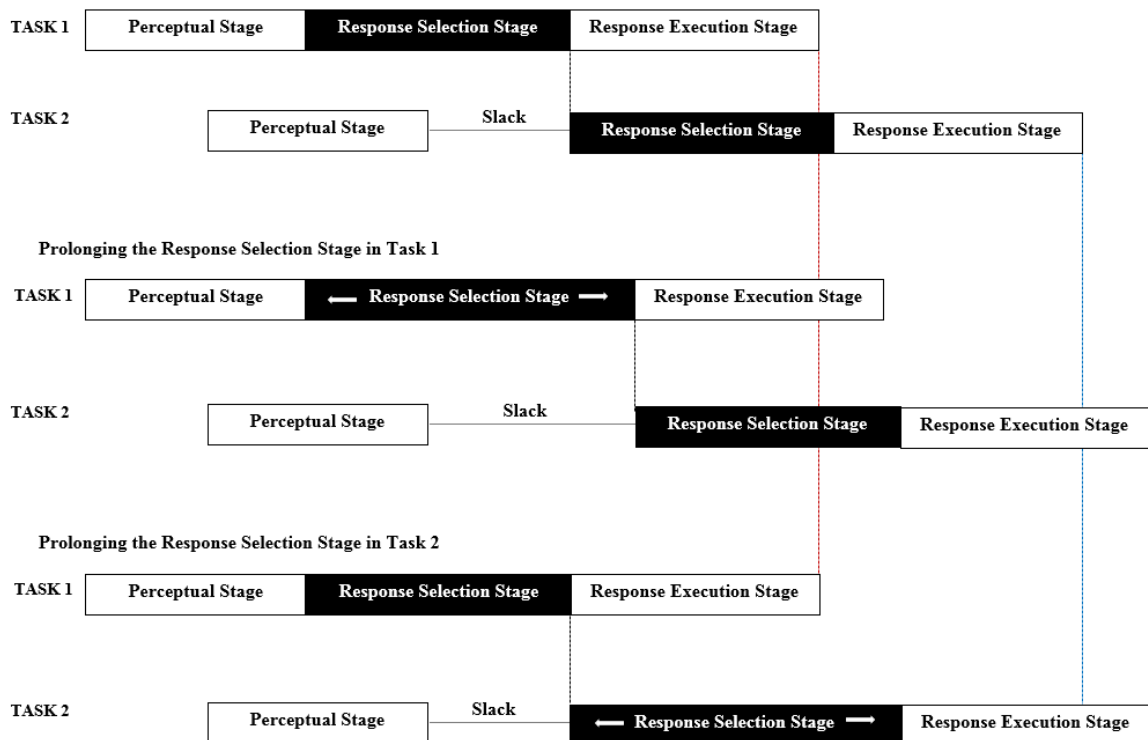 TASK 1 Perceptual Stage Response Selection Stage Response Execution Stage
TASK 2 Perceptual Stage Slack Response Selection Stage Response Execution Stage
Prolonging the Response Selection Stage in Task 1
TASK 1 Perceptual Stage Response Selection Stage Response Execution Stage
TASK 2 Perceptual Stage Slack Response Selection Stage Response Execution Stage
Prolonging the Response Selection Stage in Task 2
TASK 1 Perceptual Stage Response Selection Stage Response Execution Stage
TASK 2 Perceptual Stage Slack Response Selection Stage Response Execution Stage